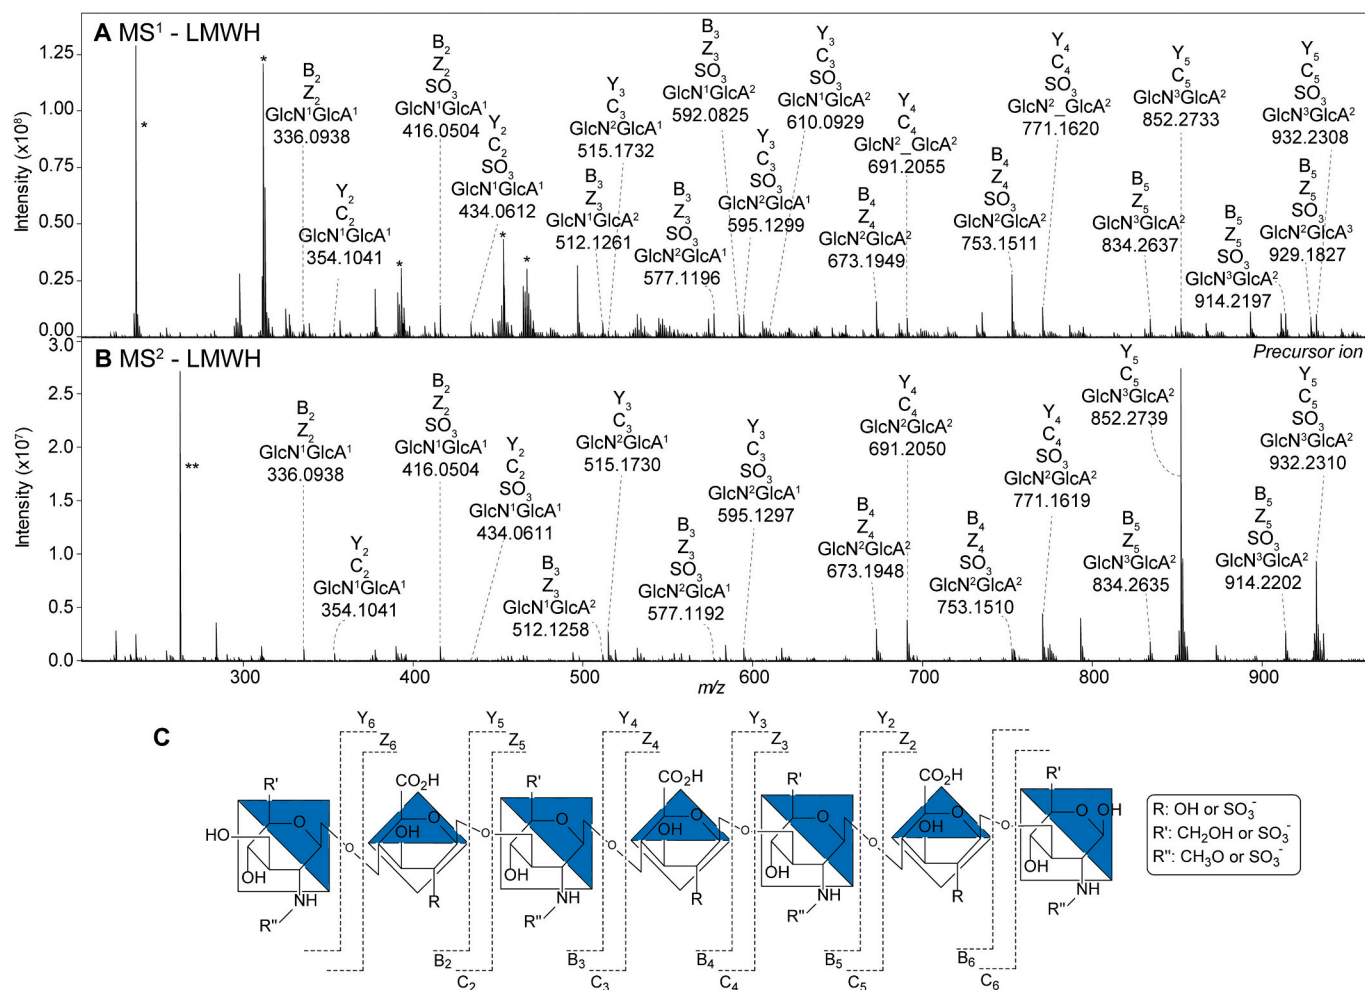 A MS¹ - LMWH
Intensity (x10⁸)
1.25
1.00
0.75
0.50
0.25
0.00
*
*
*
*
*
B₂
Z₂
GlcN¹GlcA¹
336.0938
Y₂
C₂
GlcN¹GlcA¹
354.1041
B₂
Z₂
SO₃
GlcN¹GlcA¹
416.0504
Y₂
C₂
SO₃
GlcN¹GlcA¹
434.0612
B₃
Z₃
GlcN¹GlcA²
512.1261
Y₃
C₃
GlcN²GlcA¹
515.1732
B₃
Z₃
SO₃
GlcN²GlcA¹
577.1196
B₃
Z₃
SO₃
GlcN¹GlcA²
592.0825
Y₃
C₃
SO₃
GlcN²GlcA¹
595.1299
Y₃
C₃
SO₃
GlcN¹GlcA²
610.0929
B₄
Z₄
GlcN²GlcA²
673.1949
Y₄
C₄
GlcN²_GlcA²
691.2055
B₄
Z₄
SO₃
GlcN²GlcA²
753.1511
Y₄
C₄
SO₃
GlcN²_GlcA²
771.1620
B₅
Z₅
GlcN³GlcA²
834.2637
Y₅
C₅
GlcN³GlcA²
852.2733
B₅
Z₅
SO₃
GlcN³GlcA²
914.2197
B₅
Z₅
SO₃
GlcN²GlcA³
929.1827
Y₅
C₅
SO₃
GlcN³GlcA²
932.2308
B MS² - LMWH
Precursor ion
Intensity (x10⁷)
3.0
2.5
2.0
1.5
1.0
0.5
0.0
**
B₂
Z₂
GlcN¹GlcA¹
336.0938
Y₂
C₂
GlcN¹GlcA¹
354.1041
B₂
Z₂
SO₃
GlcN¹GlcA¹
416.0504
Y₂
C₂
SO₃
GlcN¹GlcA¹
434.0611
B₃
Z₃
GlcN¹GlcA²
512.1258
Y₃
C₃
GlcN²GlcA¹
515.1730
B₃
Z₃
SO₃
GlcN²GlcA¹
577.1192
Y₃
C₃
SO₃
GlcN²GlcA¹
595.1297
B₄
Z₄
GlcN²GlcA²
673.1948
Y₄
C₄
GlcN²GlcA²
691.2050
B₄
Z₄
SO₃
GlcN²GlcA²
753.1510
Y₄
C₄
SO₃
GlcN²GlcA²
771.1619
B₅
Z₅
GlcN³GlcA²
834.2635
Y₅
C₅
GlcN³GlcA²
852.2739
B₅
Z₅
SO₃
GlcN³GlcA²
914.2202
Y₅
C₅
SO₃
GlcN³GlcA²
932.2310
300 400 500 600 700 800 900
m/z
C
Y₆ Y₅ Y₄ Y₃ Y₂
Z₆ Z₅ Z₄ Z₃ Z₂
R' CO₂H R' CO₂H R' CO₂H R'
HO O OH O O O O OH O O O O OH O O O OH
OH OH OH OH
NH R NH R NH R NH
R" R" R" R"
B₂ B₃ B₄ B₅ B₆
C₂ C₃ C₄ C₅ C₆
R: OH or SO₃⁻
R': CH₂OH or SO₃⁻
R": CH₃O or SO₃⁻